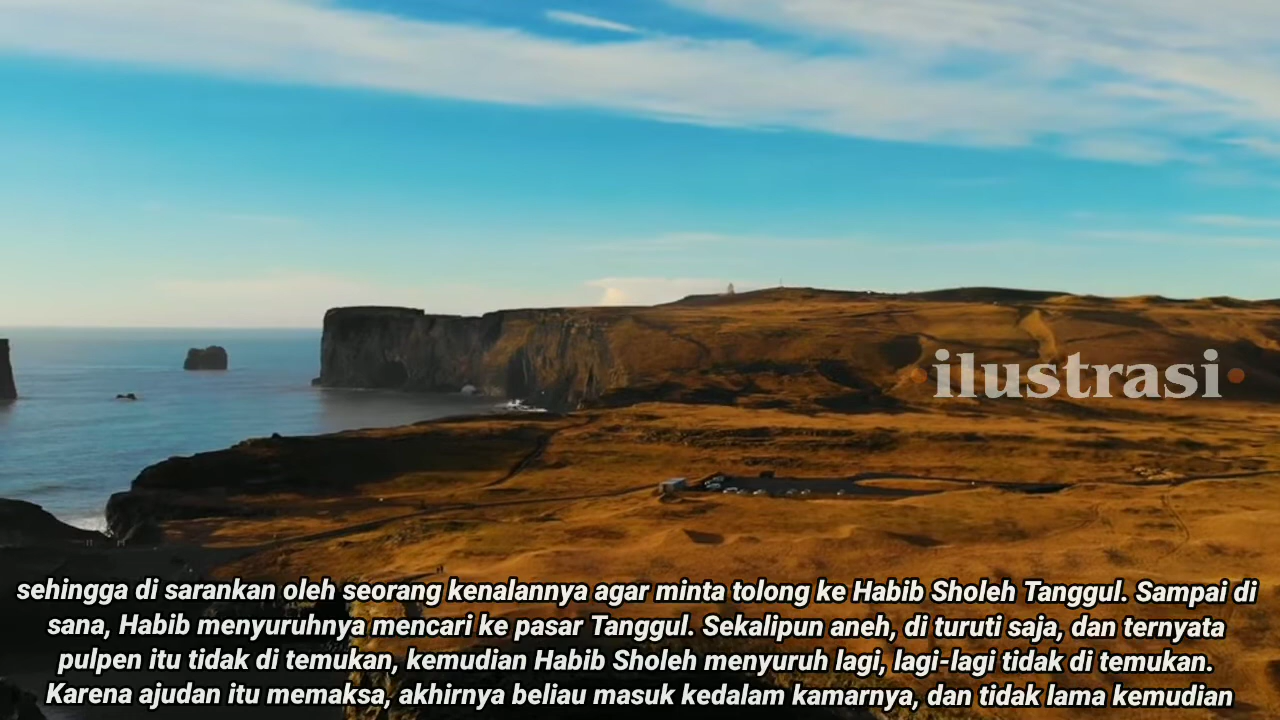 ilustrasi
sehingga di sarankan oleh seorang kenalannya agar minta tolong ke Habib Sholeh Tanggul. Sampai di
sana, Habib menyuruhnya mencari ke pasar Tanggul. Sekalipun aneh, di turuti saja, dan ternyata
pulpen itu tidak di temukan, kemudian Habib Sholeh menyuruh lagi, lagi-lagi tidak di temukan.
Karena ajudan itu memaksa, akhirnya beliau masuk kedalam kamarnya, dan tidak lama kemudian